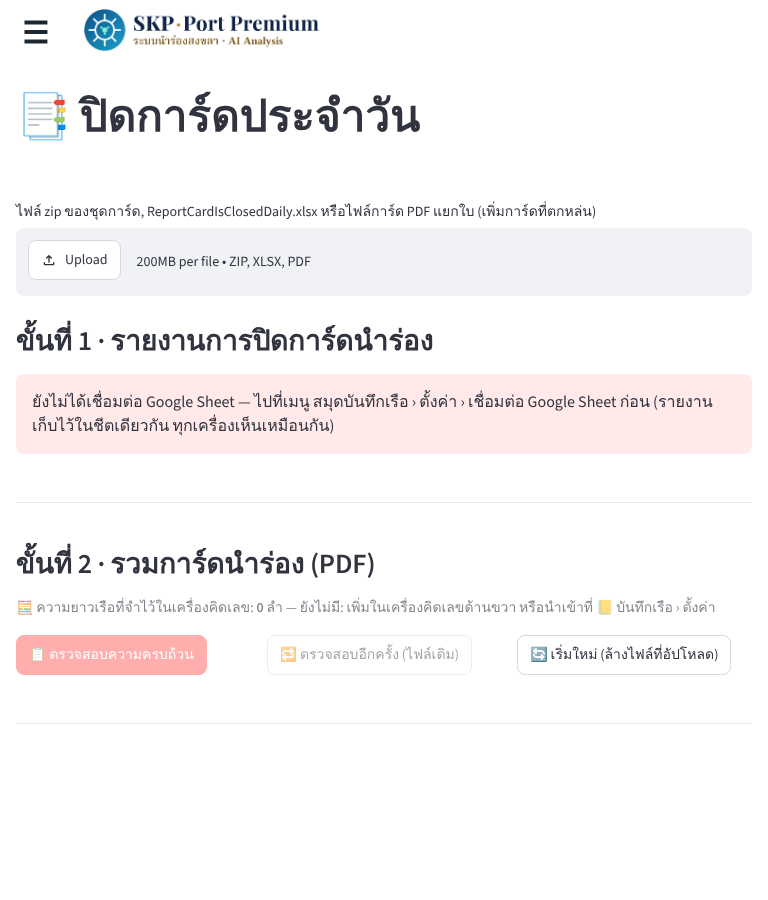 SKP·Port Premium
ระบบนำร่องสงขลา · AI Analysis
ปิดการ์ดประจำวัน
ไฟล์ zip ของชุดการ์ด, ReportCardIsClosedDaily.xlsx หรือไฟล์การ์ด PDF แยกใบ (เพิ่มการ์ดที่ตกหล่น)
Upload
200MB per file • ZIP, XLSX, PDF
ขั้นที่ 1 · รายงานการปิดการ์ดนำร่อง
ยังไม่ได้เชื่อมต่อ Google Sheet — ไปที่เมนู สมุดบันทึกเรือ › ตั้งค่า › เชื่อมต่อ Google Sheet ก่อน (รายงาน
เก็บไว้ในชีตเดียวกัน ทุกเครื่องเห็นเหมือนกัน)
ขั้นที่ 2 · รวมการ์ดนำร่อง (PDF)
ความยาวเรือที่จำไว้ในเครื่องคิดเลข: 0 ลำ — ยังไม่มี: เพิ่มในเครื่องคิดเลขด้านขวา หรือนำเข้าที่ 📒 บันทึกเรือ › ตั้งค่า
ตรวจสอบความครบถ้วน
ตรวจสอบอีกครั้ง (ไฟล์เดิม)
เริ่มใหม่ (ล้างไฟล์ที่อัปโหลด)